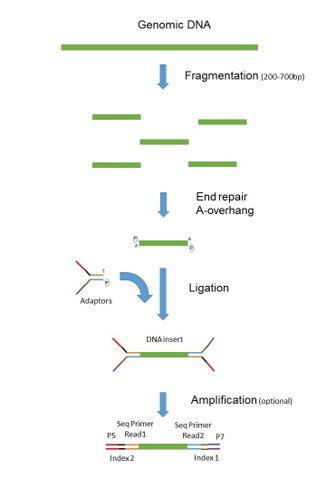 Genomic DNA
Fragmentation (200-700bp)
End repair
A-overhang
P
A
A
P
T
P
Adaptors
Ligation
DNA insert
Amplification (optional)
Seq Primer
Read1
Seq Primer
Read2
P5
P7
Index 2
Index 1